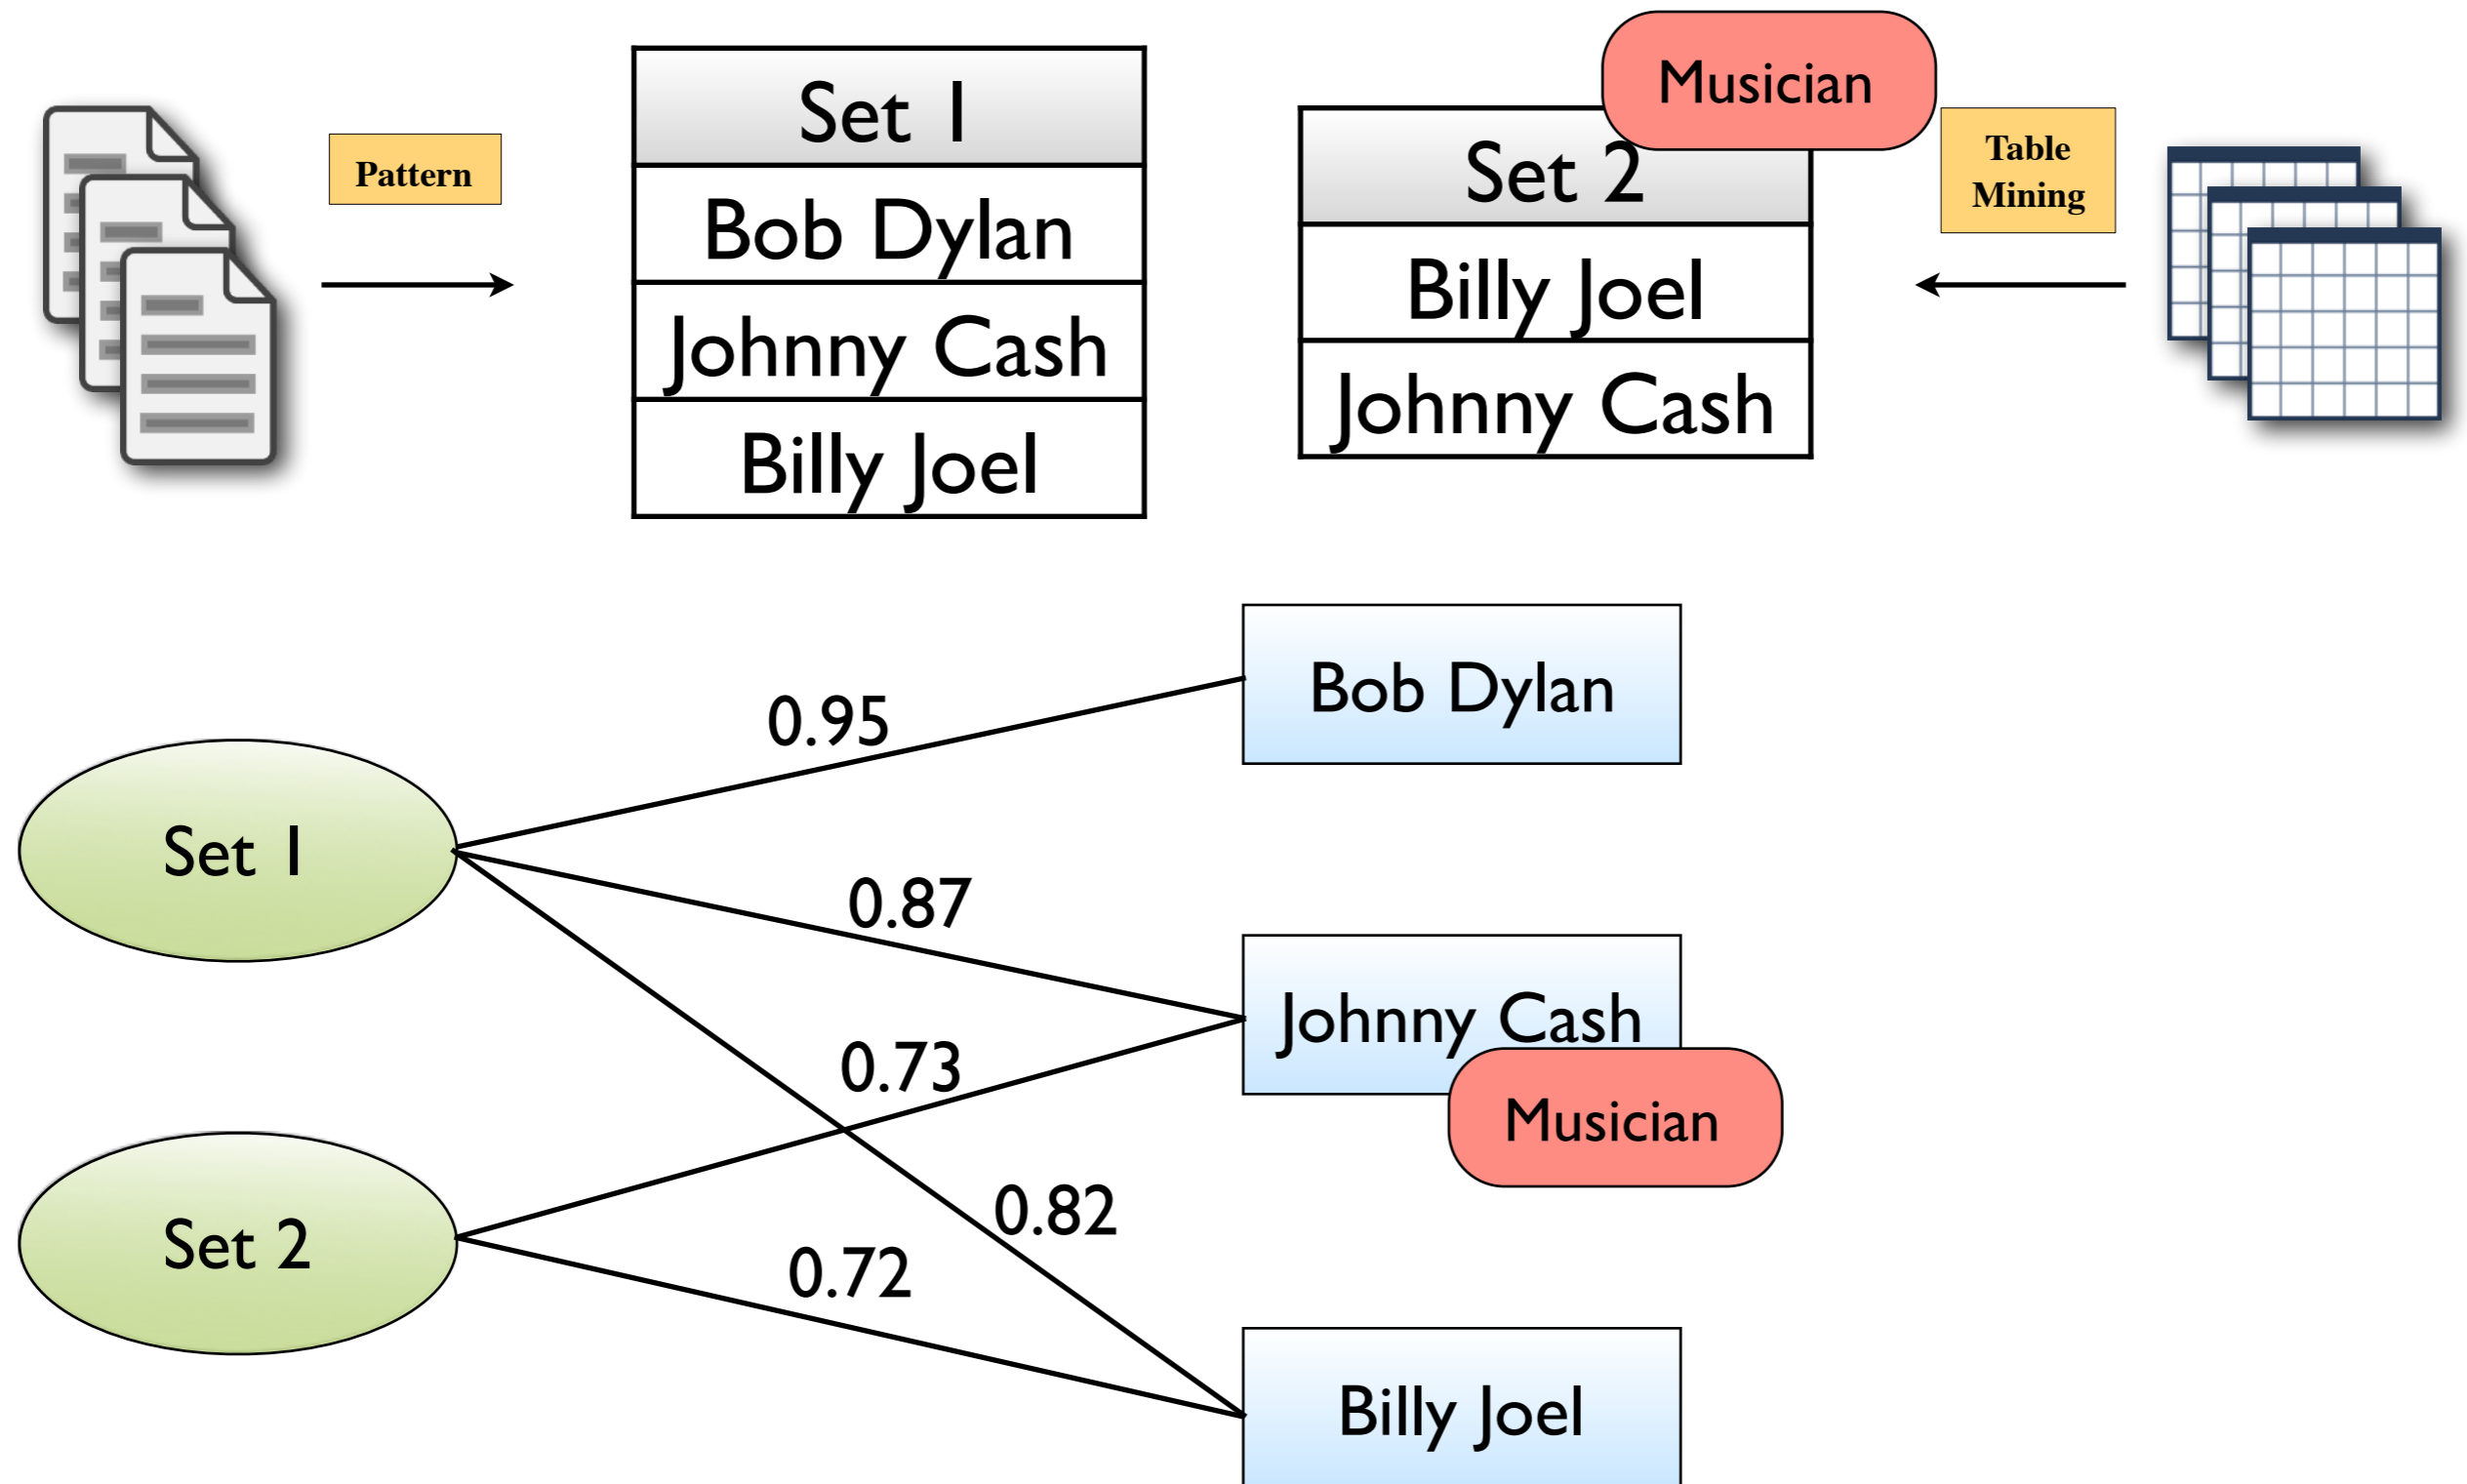 Pattern
Set 1
Bob Dylan
Johnny Cash
Billy Joel
Musician
Set 2
Billy Joel
Johnny Cash
Table
Mining
Set 1
Set 2
0.95
0.87
0.73
0.82
0.72
Bob Dylan
Johnny Cash
Musician
Billy Joel